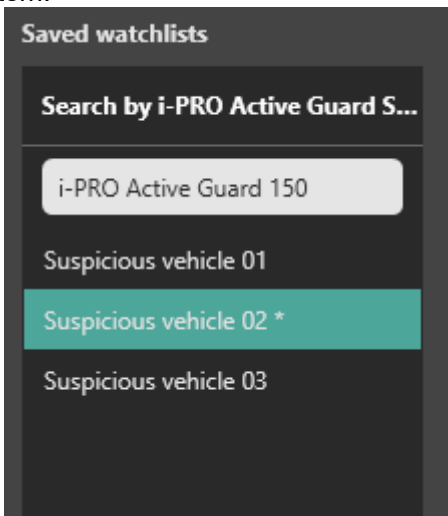 Saved watchlists
Search by i-PRO Active Guard S...
i-PRO Active Guard 150
Suspicious vehicle 01
Suspicious vehicle 02 *
Suspicious vehicle 03